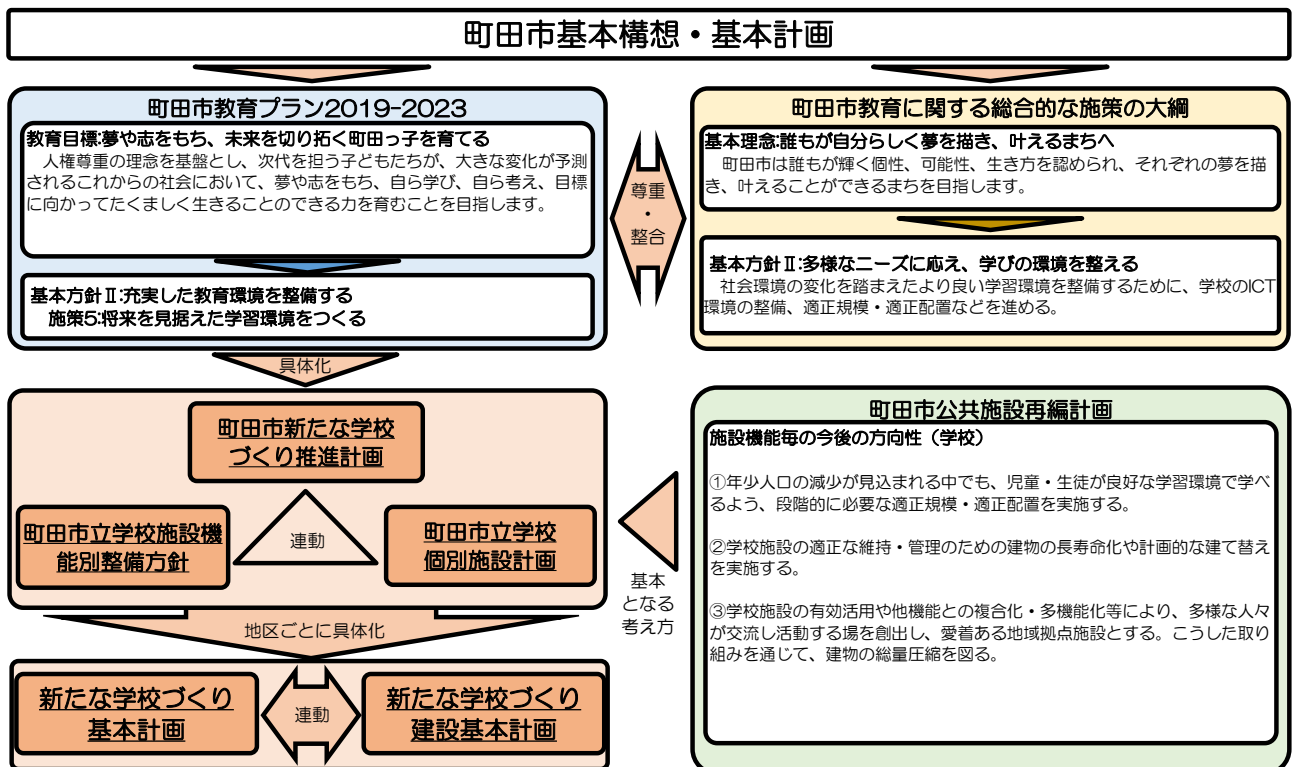 町田市基本構想・基本計画
町田市教育プラン2019-2023
教育目標:夢や志をもち、未来を切り拓く町田っ子を育てる
人権尊重の理念を基盤とし、次代を担う子どもたちが、大きな変化が予測
されるこれからの社会において、夢や志をもち、自ら学び、自ら考え、目標
に向かってたくましく生きることのできる力を育むことを目指します。
基本方針Ⅱ:充実した教育環境を整備する
施策5:将来を見据えた学習環境をつくる
尊重
・
整合
町田市教育に関する総合的な施策の大綱
基本理念:誰もが自分らしく夢を描き、叶えるまちへ
町田市は誰もが輝く個性、可能性、生き方を認められ、それぞれの夢を描
き、叶えることができるまちを目指します。
基本方針Ⅱ:多様なニーズに応え、学びの環境を整える
社会環境の変化を踏まえたより良い学習環境を整備するために、学校のICT
環境の整備、適正規模・適正配置などを進める。
具体化
町田市新たな学校
づくり推進計画
町田市立学校施設機
能別整備方針
連動
町田市立学校
個別施設計画
地区ごとに具体化
新たな学校づくり
基本計画
連動
新たな学校づくり
建設基本計画
基本
となる
考え方
町田市公共施設再編計画
施設機能毎の今後の方向性（学校）
①年少人口の減少が見込まれる中でも、児童・生徒が良好な学習環境で学べ
るよう、段階的に必要な適正規模・適正配置を実施する。
②学校施設の適正な維持・管理のための建物の長寿命化や計画的な建て替え
を実施する。
③学校施設の有効活用や他機能との複合化・多機能化等により、多様な人々
が交流し活動する場を創出し、愛着ある地域拠点施設とする。こうした取り
組みを通じて、建物の総量圧縮を図る。